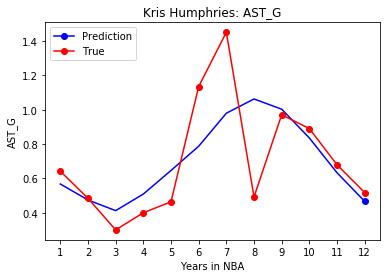 Kris Humphries: AST_G
Prediction
True
AST_G
1.4
1.2
1.0
0.8
0.6
0.4
1 2 3 4 5 6 7 8 9 10 11 12
Years in NBA